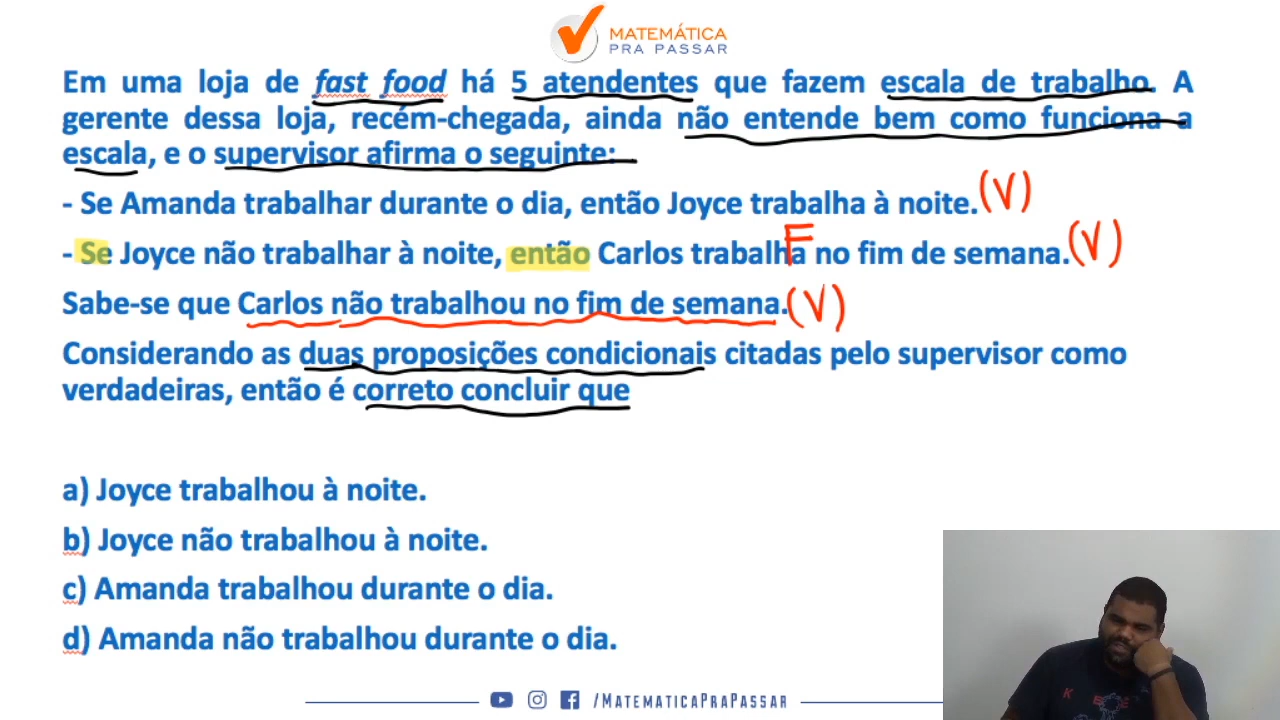 MATEMÁTICA
PRA PASSAR
Em uma loja de fast food há 5 atendentes que fazem escala de trabalho. A
gerente dessa loja, recém-chegada, ainda não entende bem como funciona a
escala, e o supervisor afirma o seguinte:
- Se Amanda trabalhar durante o dia, então Joyce trabalha à noite. (V)
F
- Se Joyce não trabalhar à noite, então Carlos trabalha no fim de semana. (V)
Sabe-se que Carlos não trabalhou no fim de semana. (V)
Considerando as duas proposições condicionais citadas pelo supervisor como
verdadeiras, então é correto concluir que
a) Joyce trabalhou à noite.
b) Joyce não trabalhou à noite.
c) Amanda trabalhou durante o dia.
d) Amanda não trabalhou durante o dia.
/MatematicaPraPassar